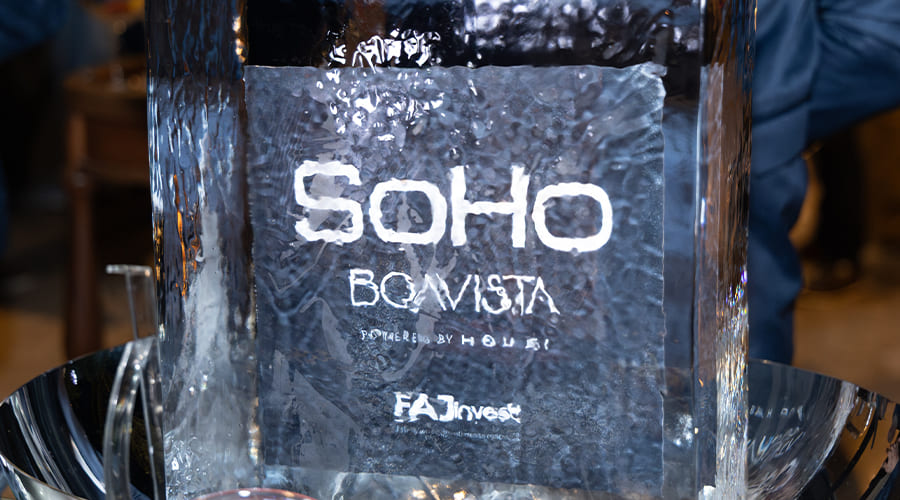 SoHo
BOAVISTA
POWERED BY HOUSI
FAJinvest